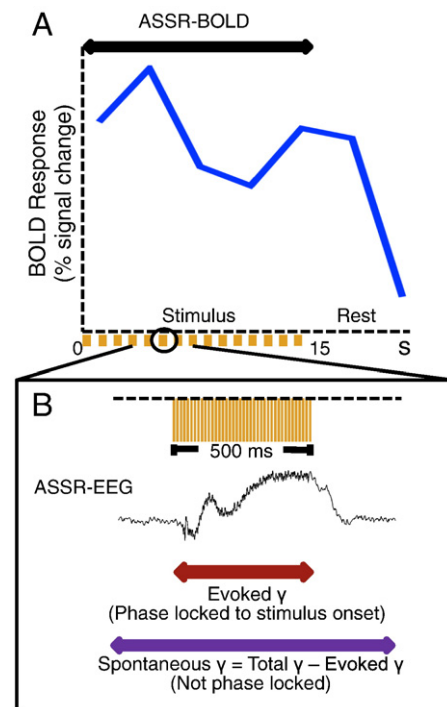 A
ASSR-BOLD
BOLD Response
(% signal change)
Stimulus
Rest
0
15
S
B
500 ms
ASSR-EEG
Evoked γ
(Phase locked to stimulus onset)
Spontaneous γ = Total γ – Evoked γ
(Not phase locked)